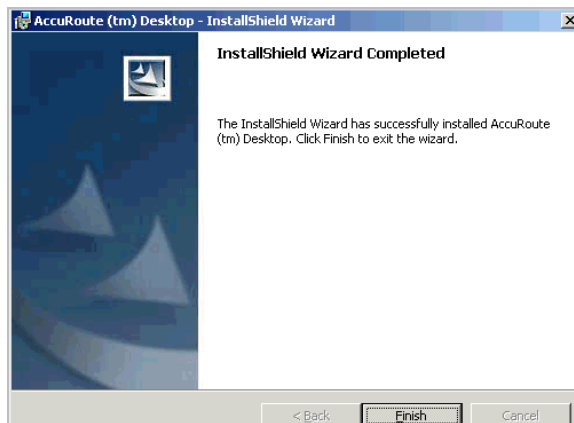 AccuRoute (tm) Desktop - InstallShield Wizard
InstallShield Wizard Completed
The InstallShield Wizard has successfully installed AccuRoute
(tm) Desktop. Click Finish to exit the wizard.
< Back Finish Cancel